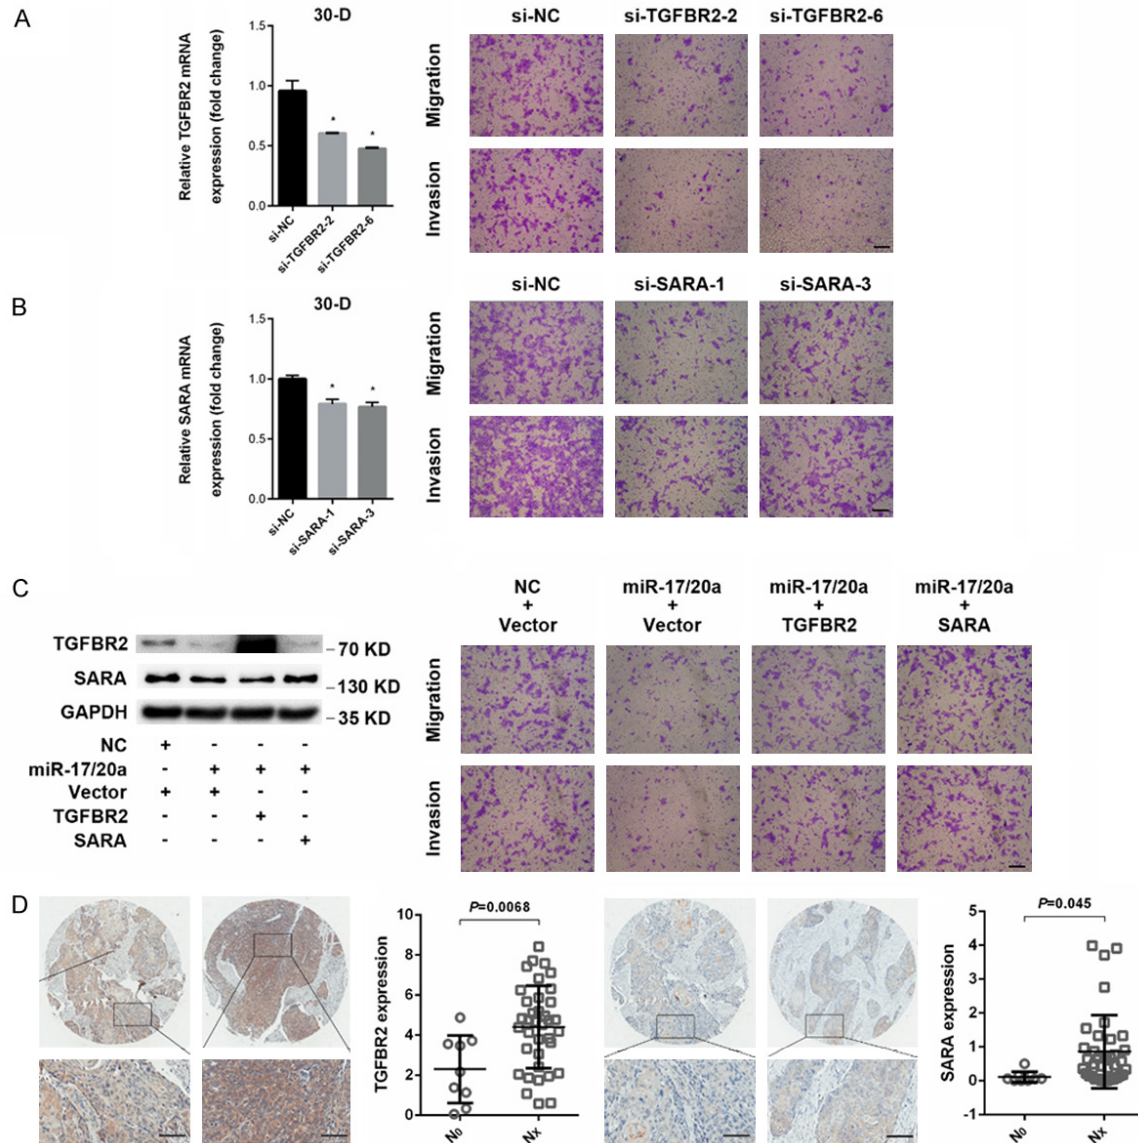 A
30-D
Relative TGFBR2 mRNA
expression (fold change)
1.5
1.0
0.5
0.0
*
*
si-NC
si-TGFBR2-2
si-TGFBR2-6
si-NC
si-TGFBR2-2
si-TGFBR2-6
Migration
Invasion
B
30-D
Relative SARA mRNA
expression (fold change)
1.5
1.0
0.5
0.0
*
*
si-NC
si-SARA-1
si-SARA-3
si-NC
si-SARA-1
si-SARA-3
Migration
Invasion
C
TGFBR2
70 KD
SARA
130 KD
GAPDH
35 KD
NC + - - -
miR-17/20a - + + +
Vector + + - -
TGFBR2 - - + -
SARA - - - +
NC
+
Vector
miR-17/20a
+
Vector
miR-17/20a
+
TGFBR2
miR-17/20a
+
SARA
Migration
Invasion
D
TGFBR2 expression
10
8
6
4
2
0
P=0.0068
N0
Nx
SARA expression
5
4
3
2
1
0
-1
P=0.045
N0
Nx